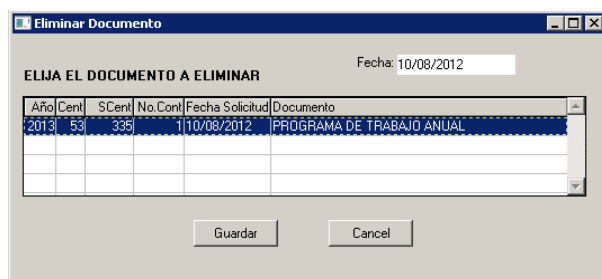 Eliminar Documento
Fecha: 10/08/2012
ELIJA EL DOCUMENTO A ELIMINAR
Año Cent SCent No.Cont Fecha Solicitud Documento
2013 53 335 1 10/08/2012 PROGRAMA DE TRABAJO ANUAL
Guardar Cancel